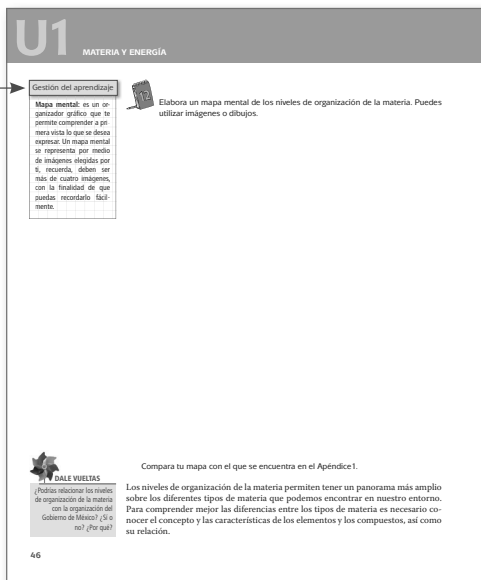 U1
MATERIA Y ENERGÍA
Gestión del aprendizaje
Mapa mental: es un or-
ganizador gráfico que te
permite comprender a pri-
mera vista lo que se desea
expresar. Un mapa mental
se representa por medio
de imágenes elegidas por
ti, recuerda, deben ser
más de cuatro imágenes,
con la finalidad de que
puedas recordarlo fácil-
mente.
12
Elabora un mapa mental de los niveles de organización de la materia. Puedes
utilizar imágenes o dibujos.
Compara tu mapa con el que se encuentra en el Apéndice1.
DALE VUELTAS
¿Podrías relacionar los niveles
de organización de la materia
con la organización del
Gobierno de México? ¿Sí o
no? ¿Por qué?
Los niveles de organización de la materia permiten tener un panorama más amplio
sobre los diferentes tipos de materia que podemos encontrar en nuestro entorno.
Para comprender mejor las diferencias entre los tipos de materia es necesario co-
nocer el concepto y las características de los elementos y los compuestos, así como
su relación.
46